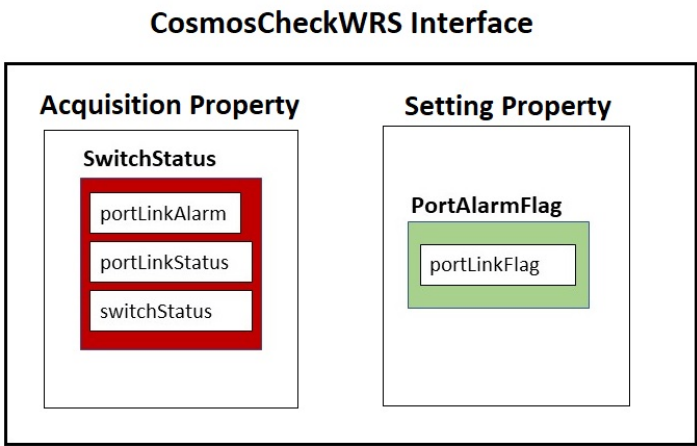 CosmosCheckWRS Interface
Acquisition Property
SwitchStatus
portLinkAlarm
portLinkStatus
switchStatus
Setting Property
PortAlarmFlag
portLinkFlag